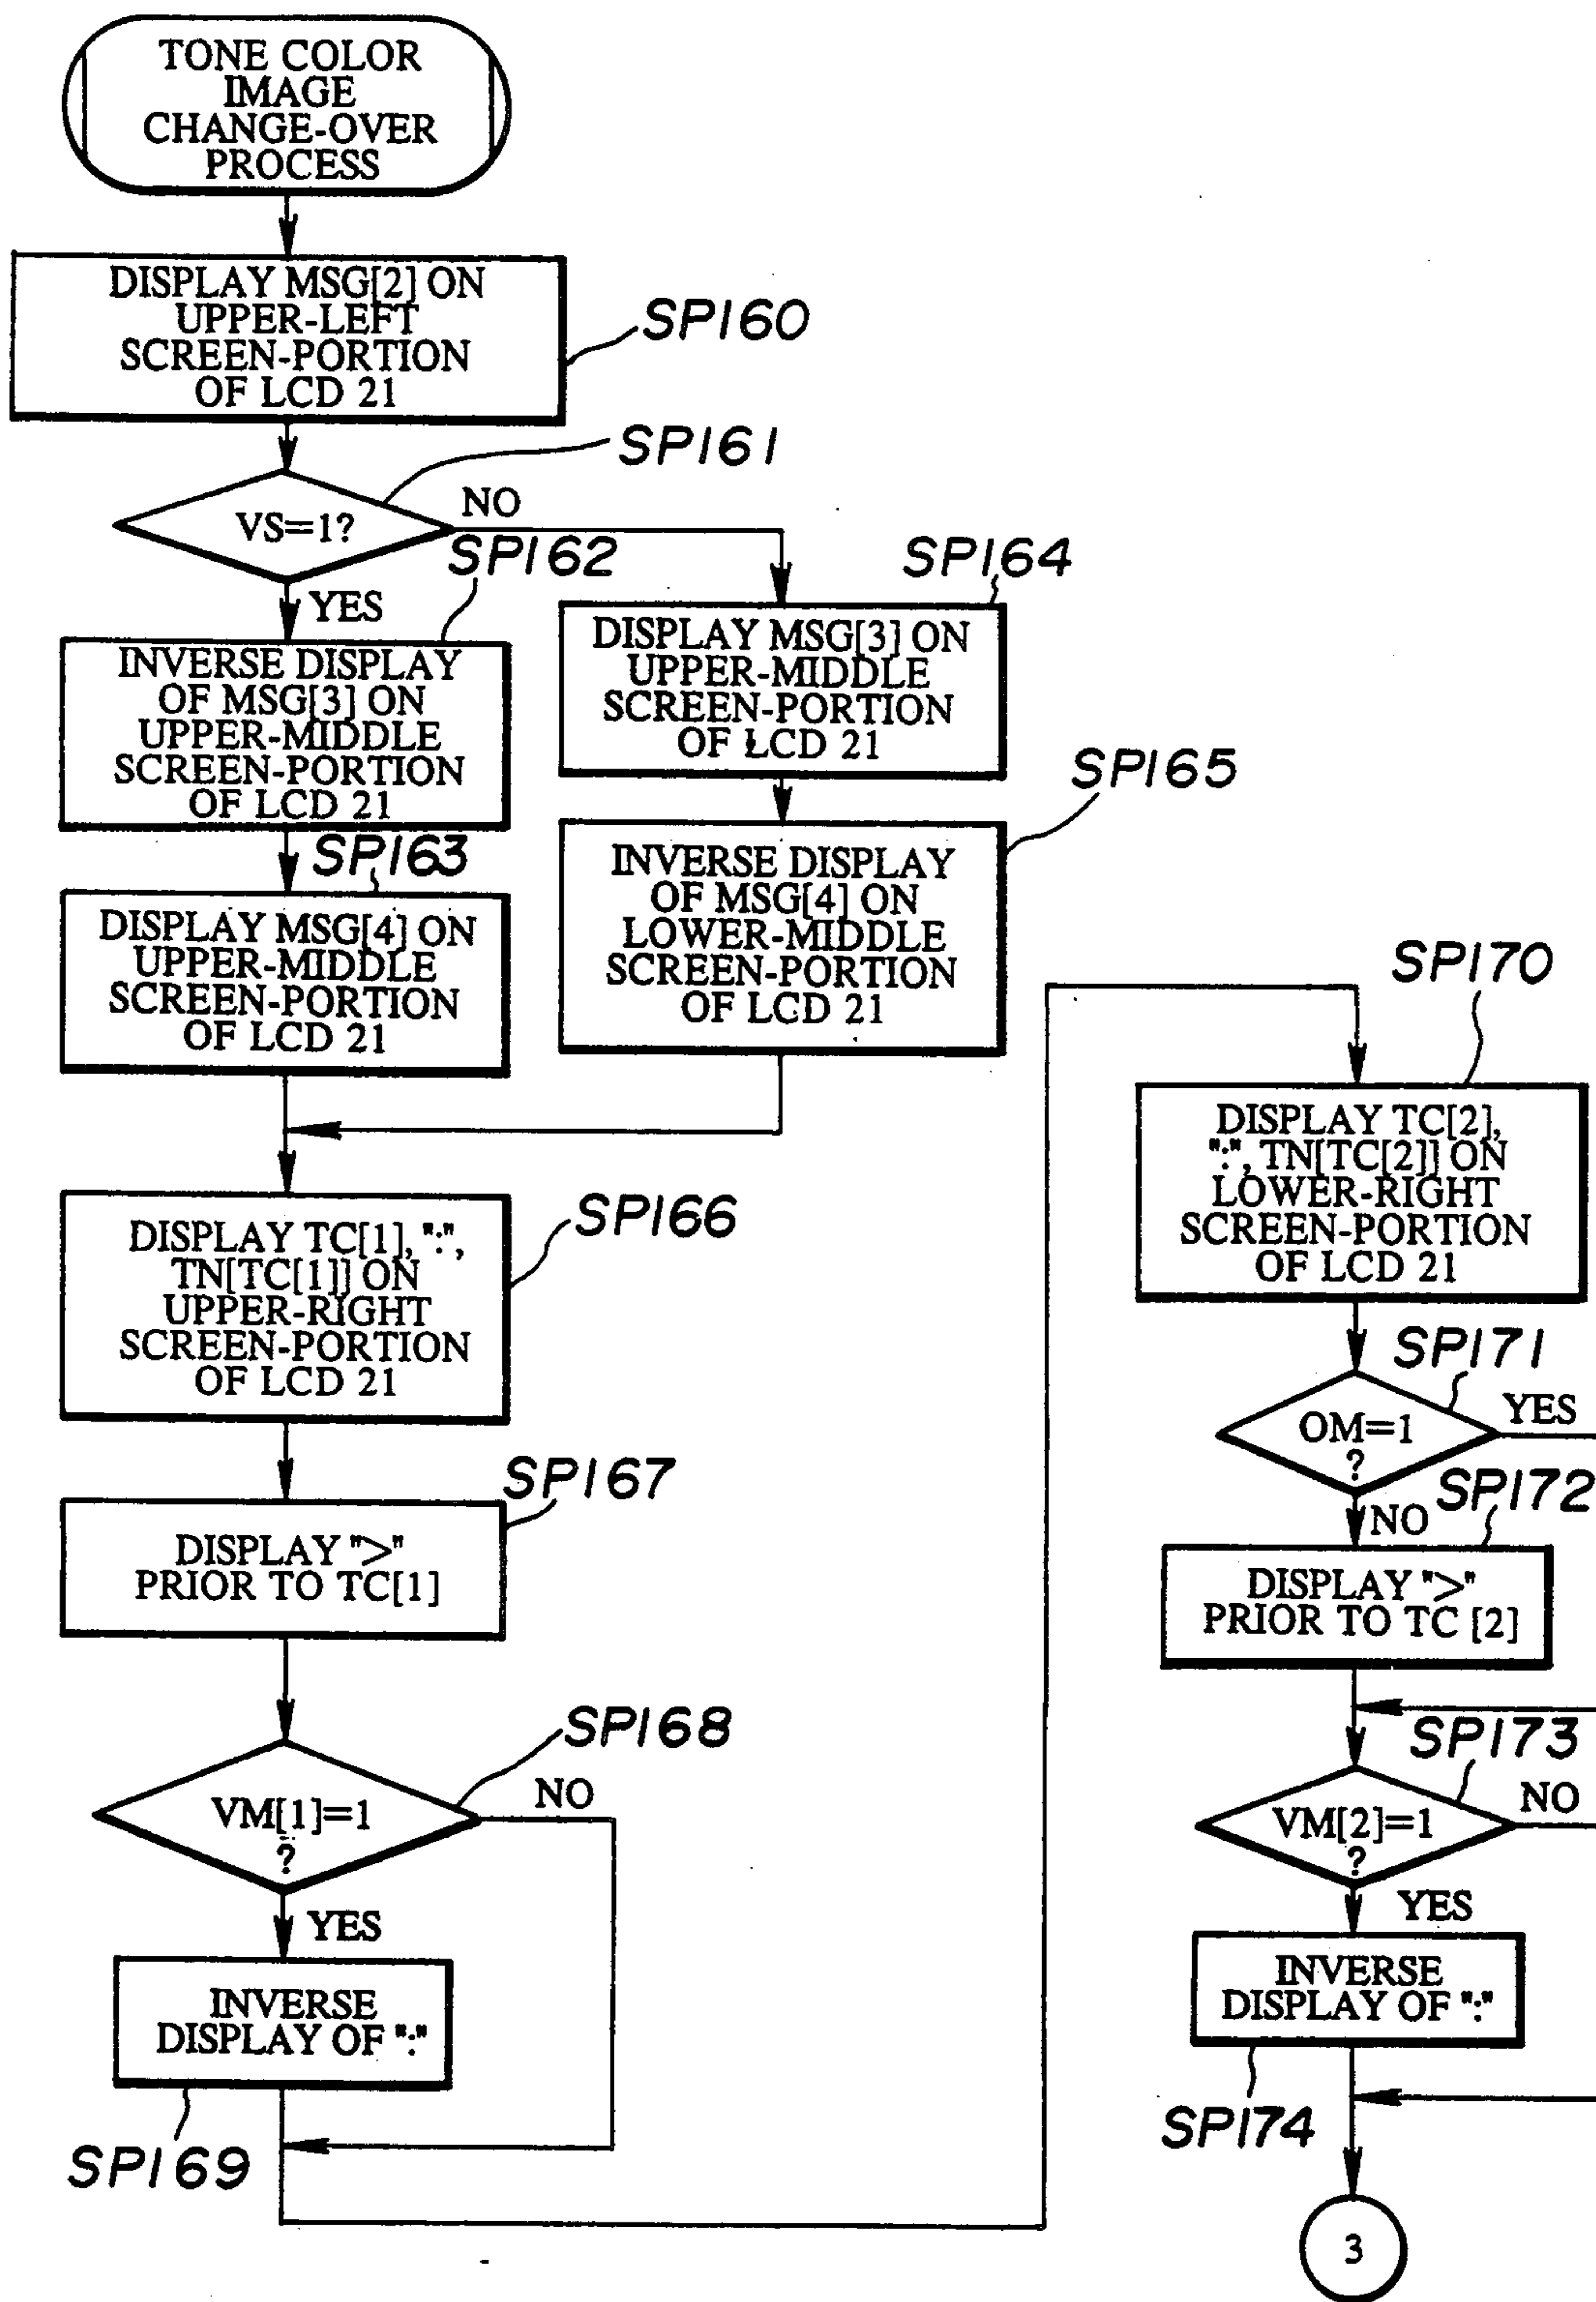 TONE COLOR
IMAGE
CHANGE-OVER
PROCESS
DISPLAY MSG[2] ON
UPPER-LEFT
SCREEN-PORTION
OF LCD 21
SP160
SP161
VS=1?
NO
YES
SP162
INVERSE DISPLAY
OF MSG[3] ON
UPPER-MIDDLE
SCREEN-PORTION
OF LCD 21
SP163
DISPLAY MSG[4] ON
UPPER-MIDDLE
SCREEN-PORTION
OF LCD 21
SP164
DISPLAY MSG[3] ON
UPPER-MIDDLE
SCREEN-PORTION
OF LCD 21
SP165
INVERSE DISPLAY
OF MSG[4] ON
LOWER-MIDDLE
SCREEN-PORTION
OF LCD 21
SP166
DISPLAY TC[1], ":",
TN[TC[1]] ON
UPPER-RIGHT
SCREEN-PORTION
OF LCD 21
SP167
DISPLAY ">"
PRIOR TO TC[1]
SP168
VM[1]=1
?
NO
YES
INVERSE
DISPLAY OF ":"
SP169
SP170
DISPLAY TC[2],
":", TN[TC[2]] ON
LOWER-RIGHT
SCREEN-PORTION
OF LCD 21
SP171
OM=1
?
YES
NO
SP172
DISPLAY ">"
PRIOR TO TC [2]
SP173
VM[2]=1
?
NO
YES
INVERSE
DISPLAY OF ":"
SP174
3